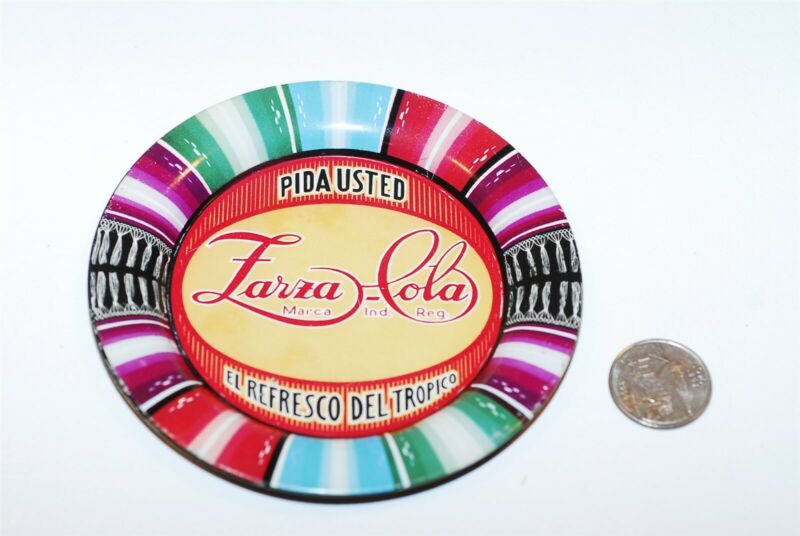 PIDA USTED
Zarza-Cola
Marca Ind. Reg.
EL REFRESCO DEL TROPICO